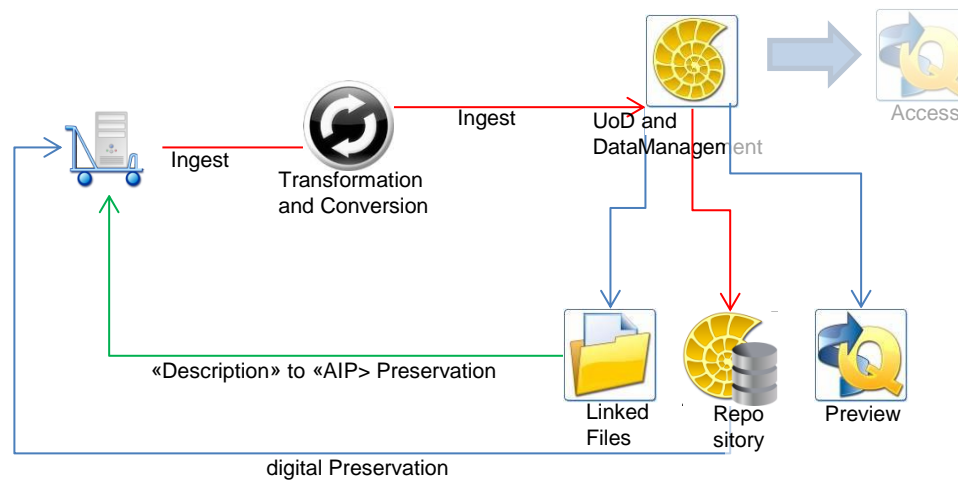 Access
Ingest
UoD and
DataManagement
Ingest
Transformation
and Conversion
«Description» to «AIP> Preservation
Linked
Files
Repo
sitory
Preview
digital Preservation